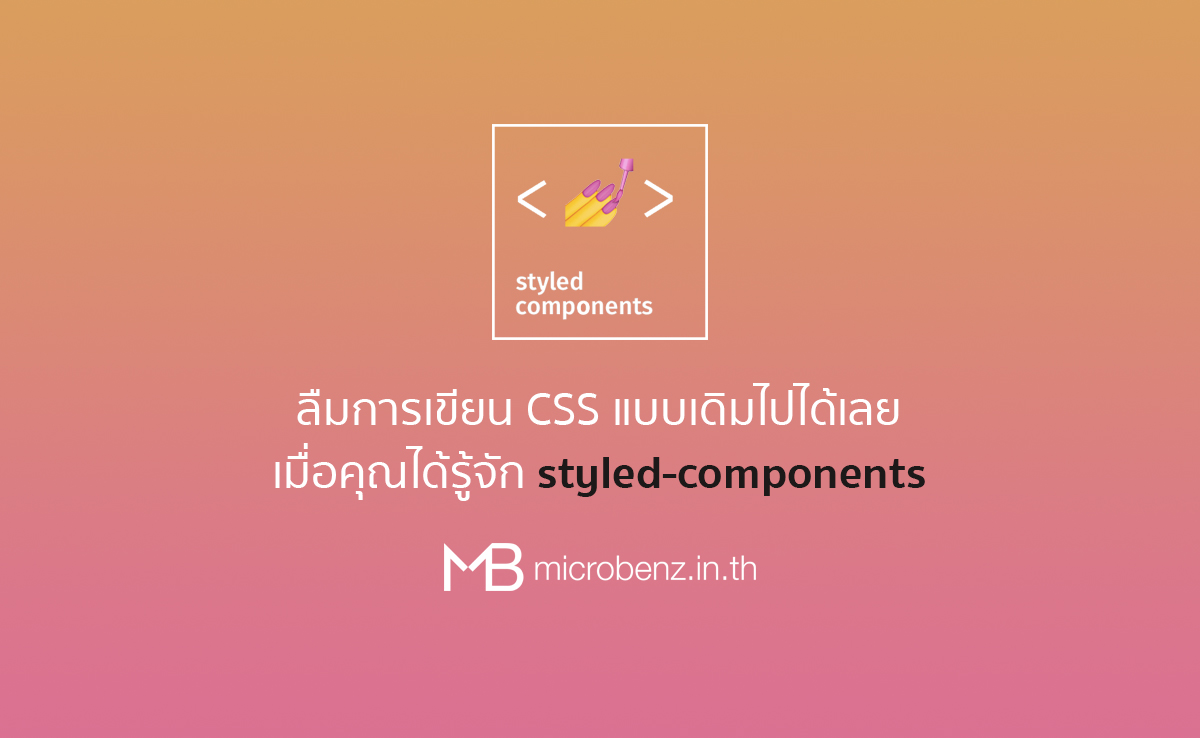 < >
styled
components
ลืมการเขียน CSS แบบเดิมไปได้เลย
เมื่อคุณได้รู้จัก styled-components
MB microbenz.in.th